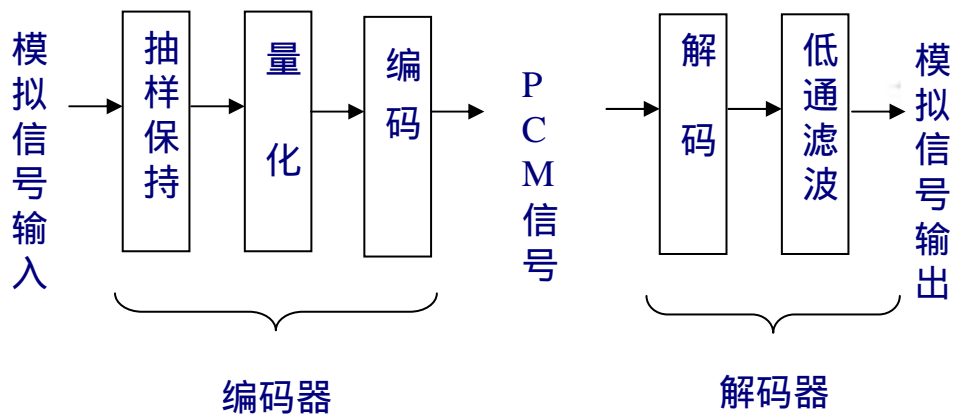 模拟信号输入
抽样保持
量化
编码
PCM信号
解码
低通滤波
模拟信号输出
编码器
解码器